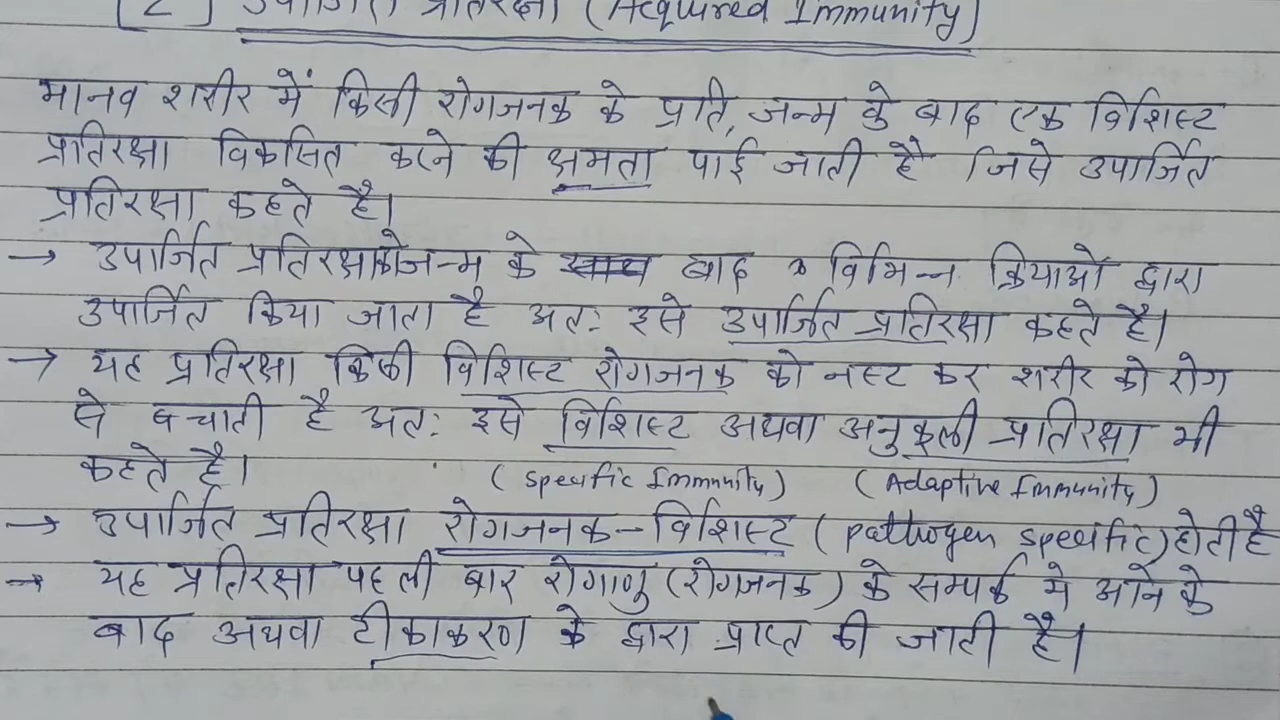 [2] उपार्जित प्रतिरक्षा (Acquired Immunity)
मानव शरीर में किसी रोगजनक के प्रति, जन्म के बाद एक विशिस्ट
प्रतिरक्षा विकसित करने की क्षमता पाई जाती है जिसे उपार्जित
प्रतिरक्षा कहते है।
→ उपार्जित प्रतिरक्षा को जन्म के बाद विभिन्न क्रियाओं द्वारा
उपार्जित किया जाता है अतः इसे उपार्जित प्रतिरक्षा कहते है।
→ यह प्रतिरक्षा किसी विशिस्ट रोगजनक को नस्ट कर शरीर को रोग
से बचाती है अतः इसे विशिस्ट अथवा अनुकूली प्रतिरक्षा भी
कहते है। (Specific Immunity) (Adaptive Immunity)
→ उपार्जित प्रतिरक्षा रोगजनक-विशिस्ट (Pathogen specific) होती है
→ यह प्रतिरक्षा पहली बार रोगाणु (रोगजनक) के सम्पर्क मे आने के
बाद अथवा टीकाकरण के द्वारा प्राप्त की जाती है।